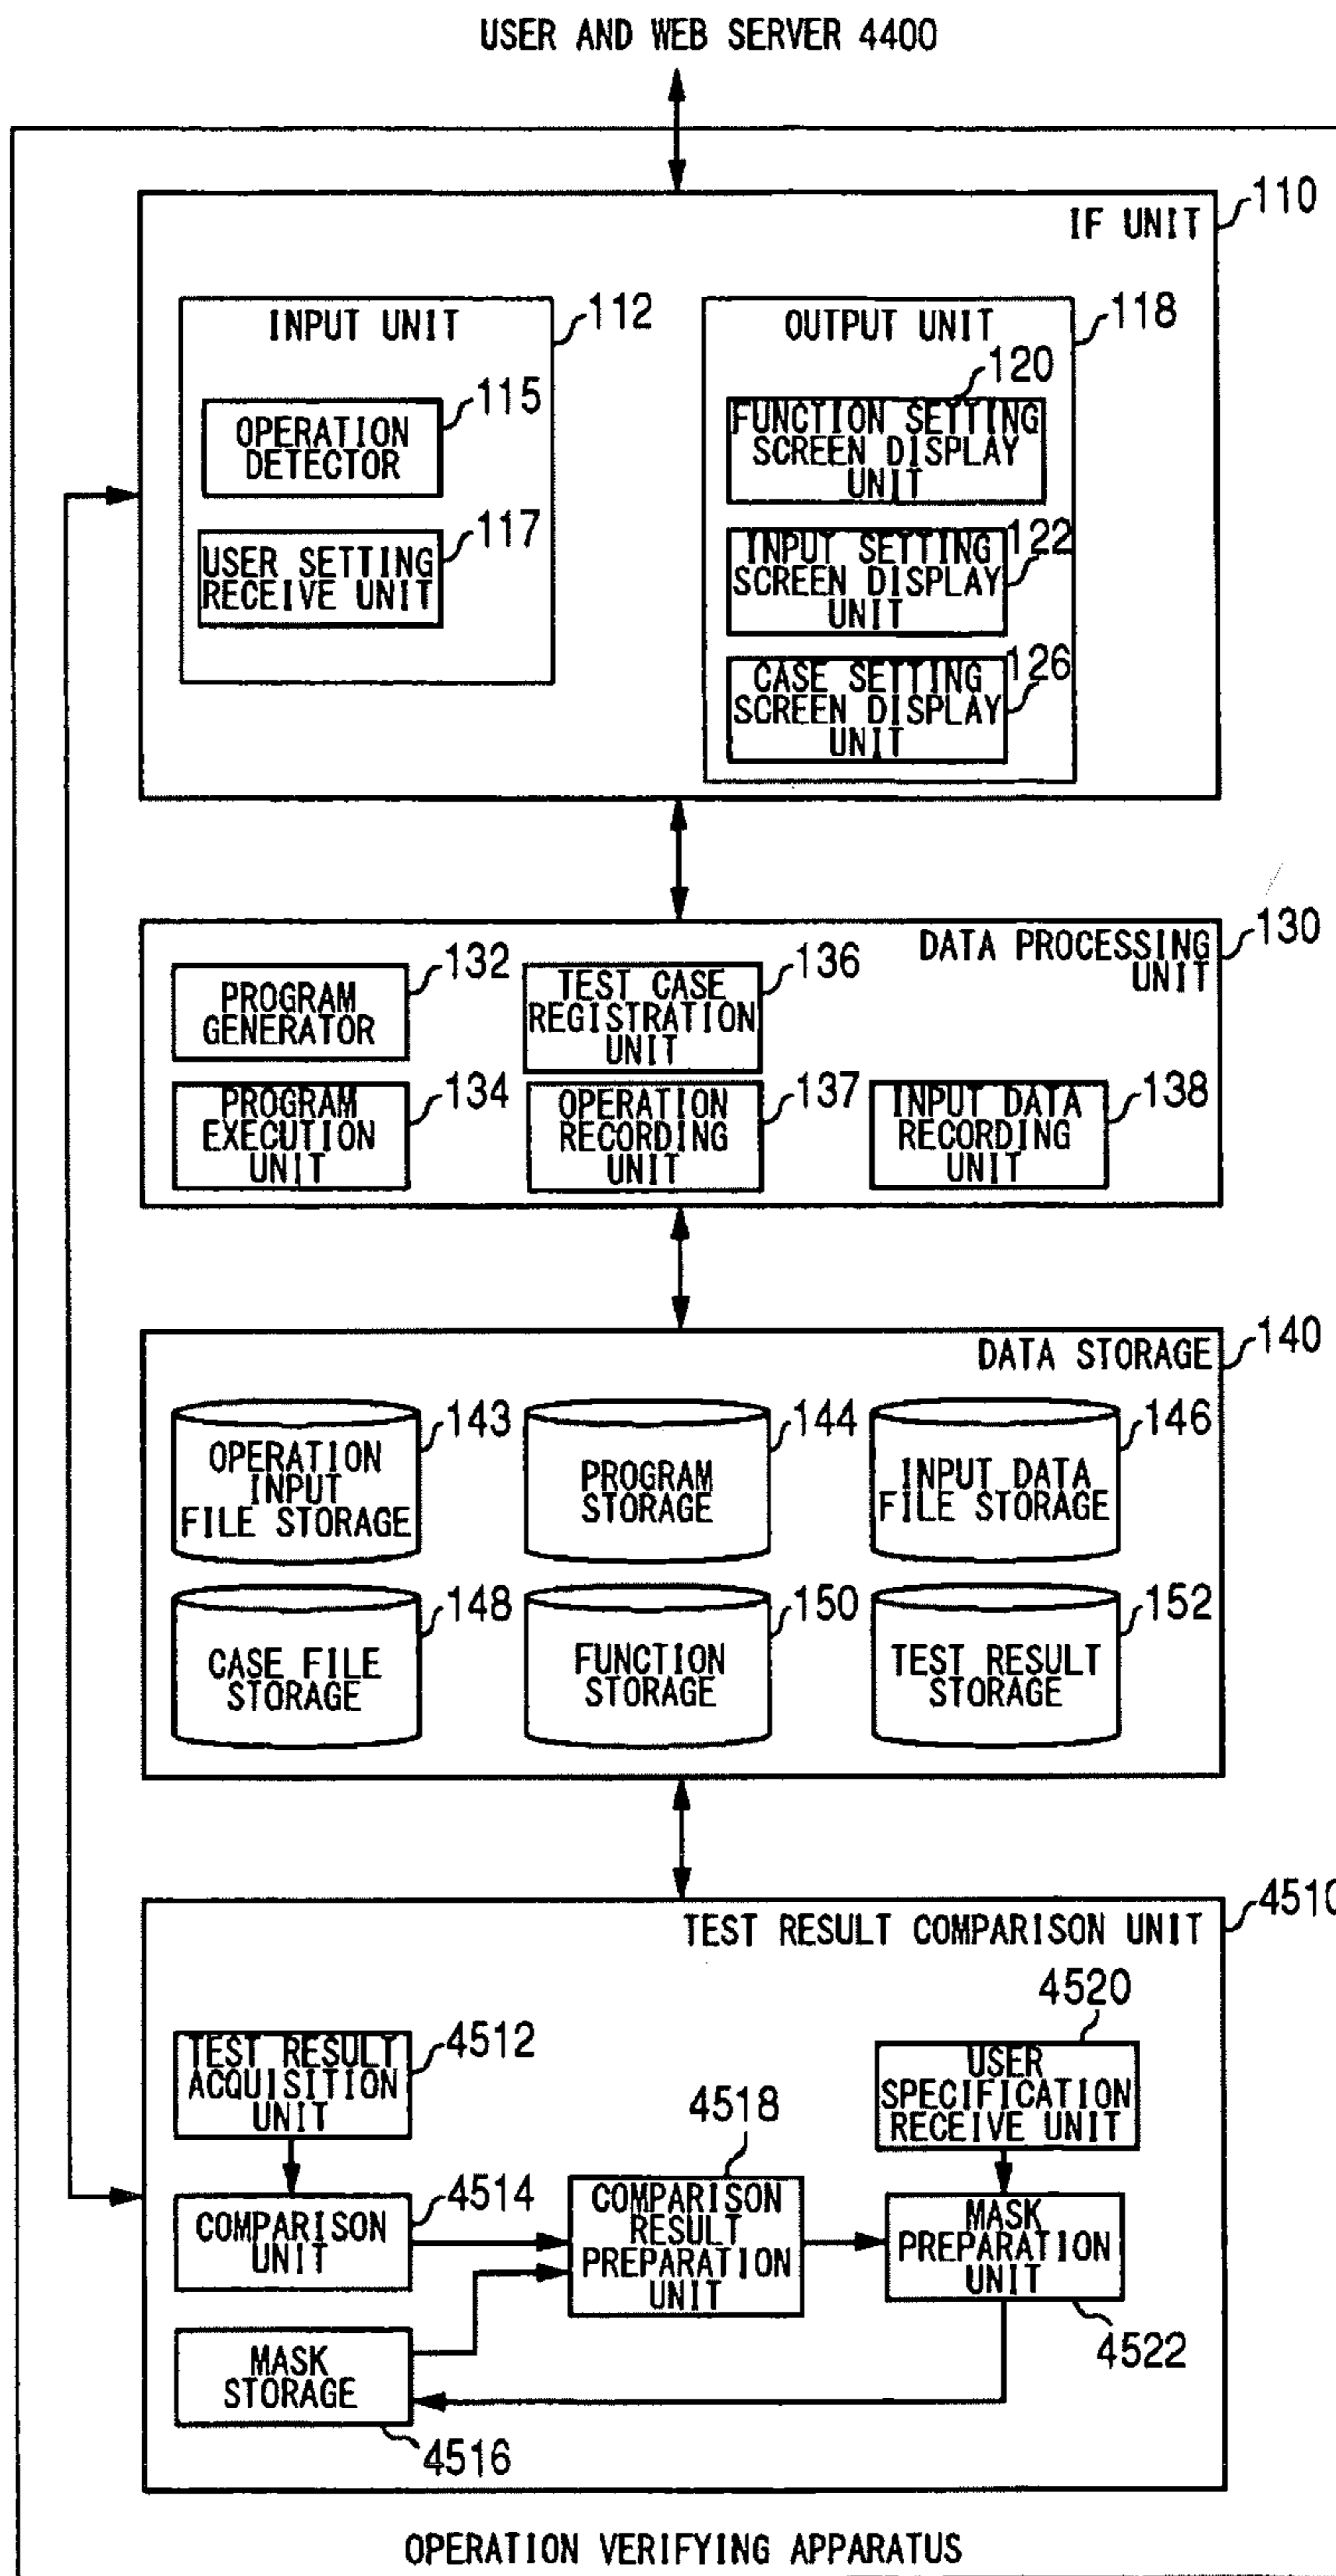 USER AND WEB SERVER 4400
IF UNIT
110
INPUT UNIT
112
OPERATION
DETECTOR
115
USER SETTING
RECEIVE UNIT
117
OUTPUT UNIT
118
120
FUNCTION SETTING
SCREEN DISPLAY
UNIT
INPUT SETTING
SCREEN DISPLAY
UNIT
122
CASE SETTING
SCREEN DISPLAY
UNIT
126
DATA PROCESSING
UNIT
130
PROGRAM
GENERATOR
132
TEST CASE
REGISTRATION
UNIT
136
PROGRAM
EXECUTION
UNIT
134
OPERATION
RECORDING
UNIT
137
INPUT DATA
RECORDING
UNIT
138
DATA STORAGE
140
OPERATION
INPUT
FILE STORAGE
143
PROGRAM
STORAGE
144
INPUT DATA
FILE STORAGE
146
CASE FILE
STORAGE
148
FUNCTION
STORAGE
150
TEST RESULT
STORAGE
152
TEST RESULT COMPARISON UNIT
4510
TEST RESULT
ACQUISITION
UNIT
4512
4520
USER
SPECIFICATION
RECEIVE UNIT
COMPARISON
UNIT
4514
4518
COMPARISON
RESULT
PREPARATION
UNIT
MASK
PREPARATION
UNIT
4522
MASK
STORAGE
4516
OPERATION VERIFYING APPARATUS